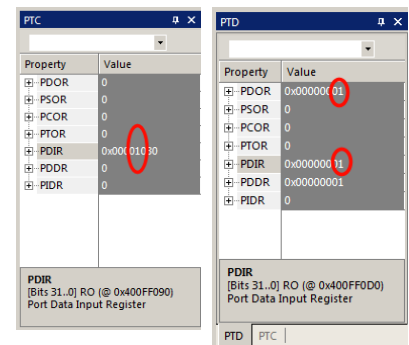 PTC
Property Value
PDOR 0
PSOR 0
PCOR 0
PTOR 0
PDIR 0x00001030
PDDR 0
PIDR 0
PDIR
[Bits 31..0] RO (@ 0x400FF090)
Port Data Input Register
PTD
Property Value
PDOR 0x00000001
PSOR 0
PCOR 0
PTOR 0
PDIR 0x00000001
PDDR 0x00000001
PIDR 0
PDIR
[Bits 31..0] RO (@ 0x400FF0D0)
Port Data Input Register
PTD PTC